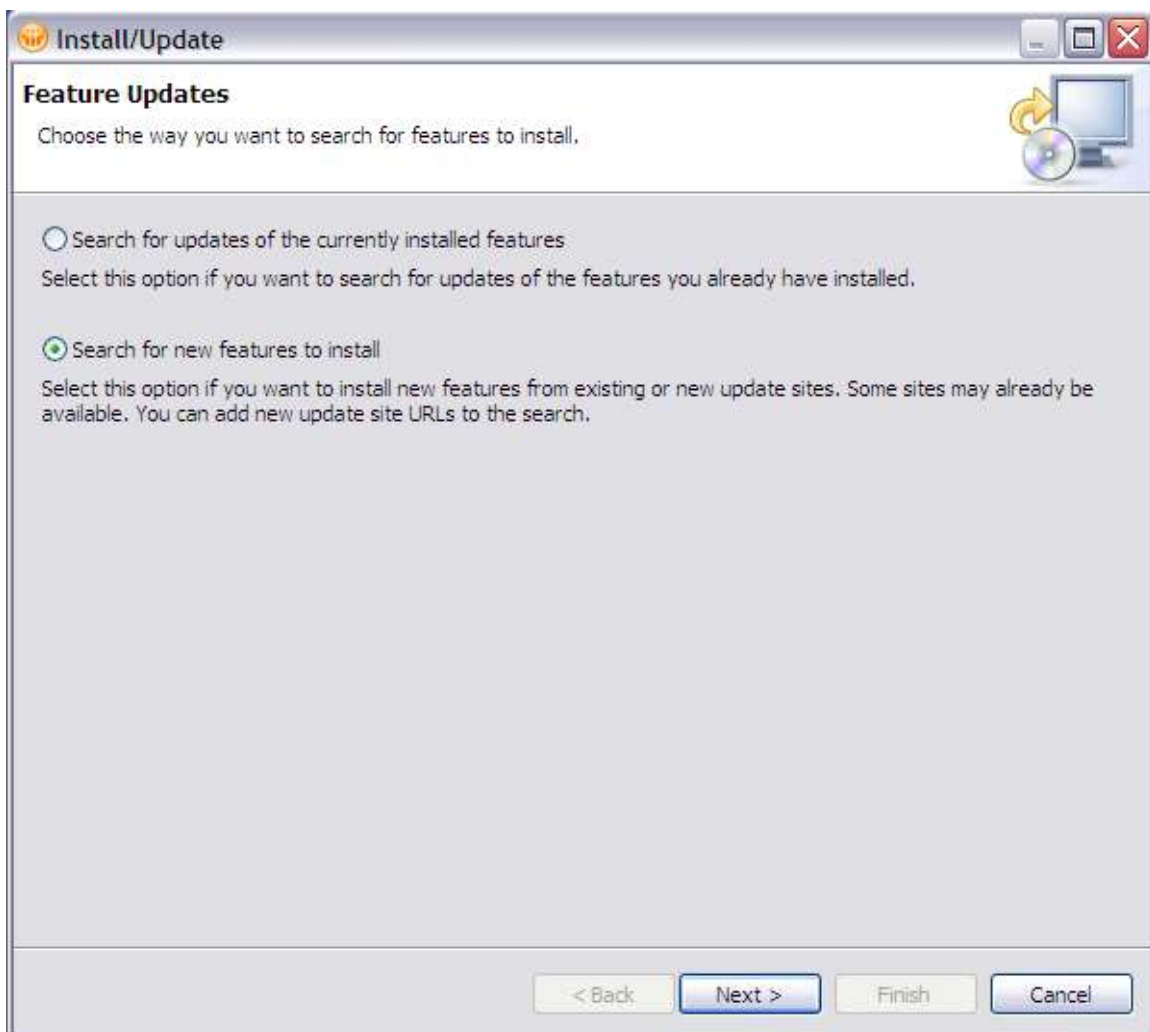 Install/Update
Feature Updates
Choose the way you want to search for features to install.
Search for updates of the currently installed features
Select this option if you want to search for updates of the features you already have installed.
Search for new features to install
Select this option if you want to install new features from existing or new update sites. Some sites may already be
available. You can add new update site URLs to the search.
< Back Next > Finish Cancel